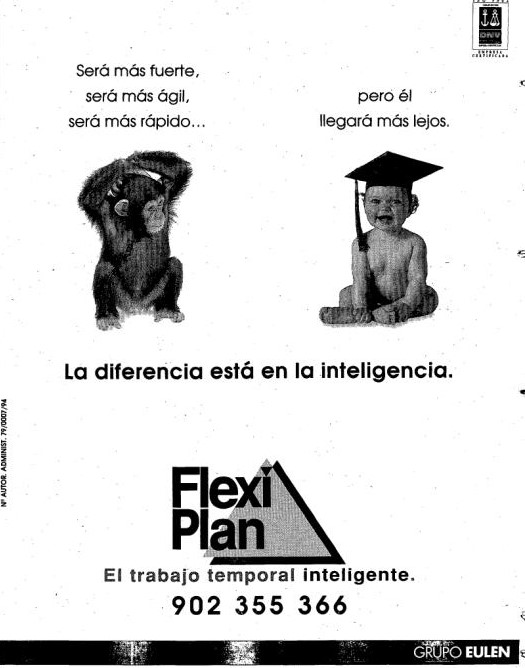 DNV
EMPRESA
CERTIFICADA
Será más fuerte,
será más ágil,
será más rápido...
pero él
llegará más lejos.
La diferencia está en la inteligencia.
Nº AUTOR. ADMINIST. 79/0007/94
Flexi
Plan
El trabajo temporal inteligente.
902 355 366
GRUPO EULEN